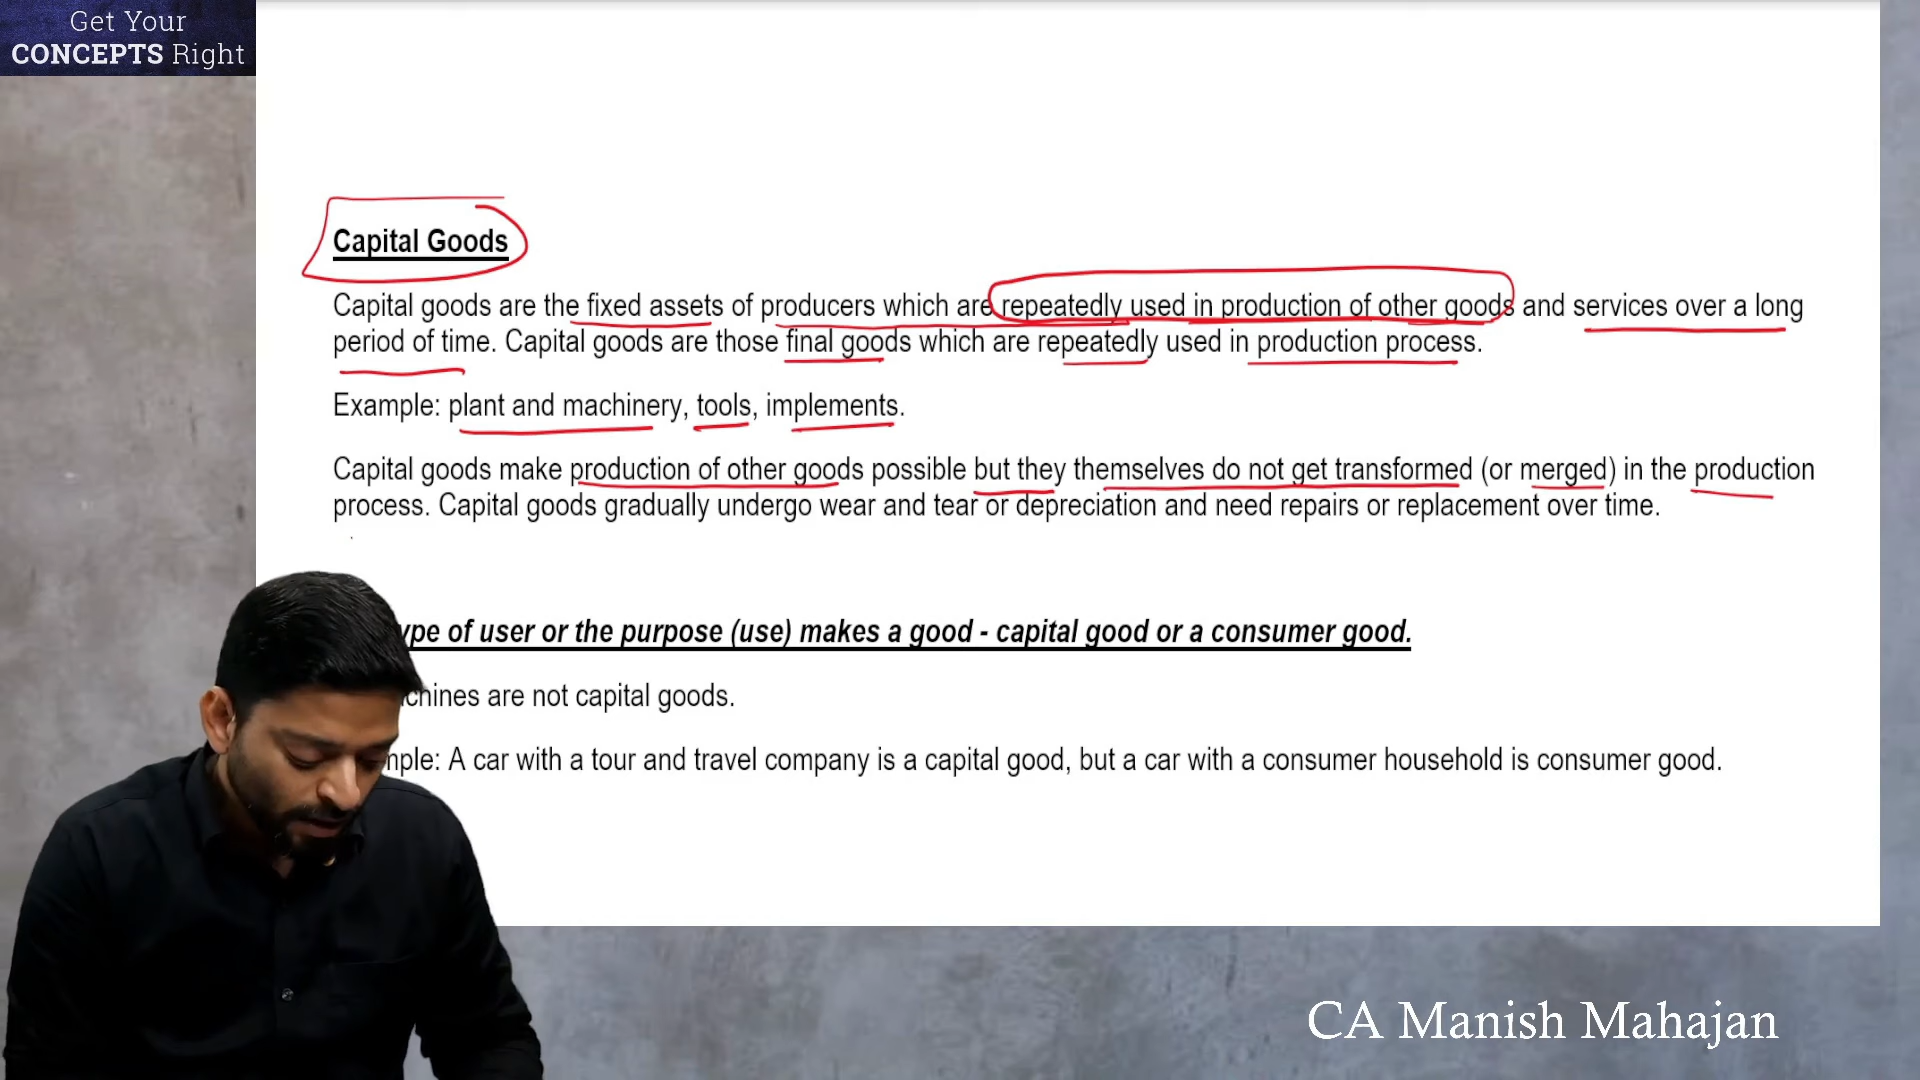 Get Your
CONCEPTS Right
Capital Goods
Capital goods are the fixed assets of producers which are repeatedly used in production of other goods and services over a long
period of time. Capital goods are those final goods which are repeatedly used in production process.
Example: plant and machinery, tools, implements.
Capital goods make production of other goods possible but they themselves do not get transformed (or merged) in the production
process. Capital goods gradually undergo wear and tear or depreciation and need repairs or replacement over time.
of user or the purpose (use) makes a good - capital good or a consumer good.
are not capital goods.
A car with a tour and travel company is a capital good, but a car with a consumer household is consumer good.
CA Manish Mahajan